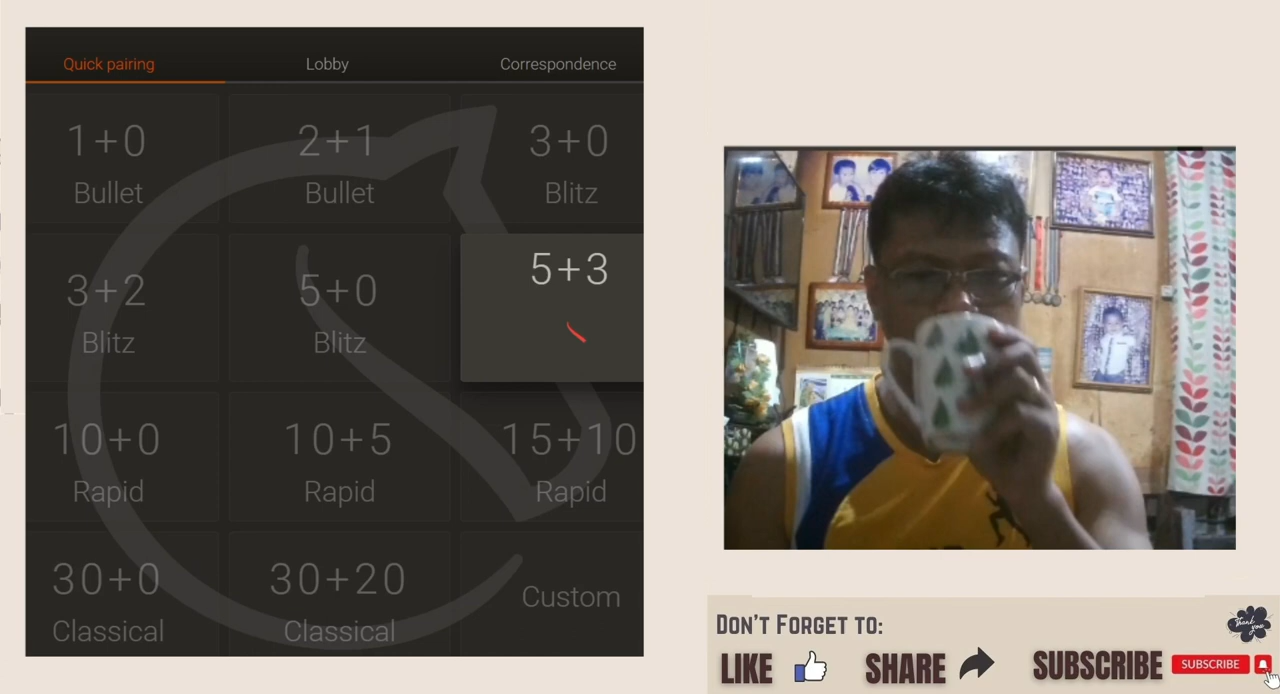 Quick pairing Lobby Correspondence
1+0 2+1 3+0
Bullet Bullet Blitz
5+3
3+2 5+0
Blitz Blitz
10+0 10+5 15+10
Rapid Rapid Rapid
30+0 30+20 Custom
Classical Classical
DON'T FORGET TO:
Thank you
LIKE SHARE SUBSCRIBE SUBSCRIBE